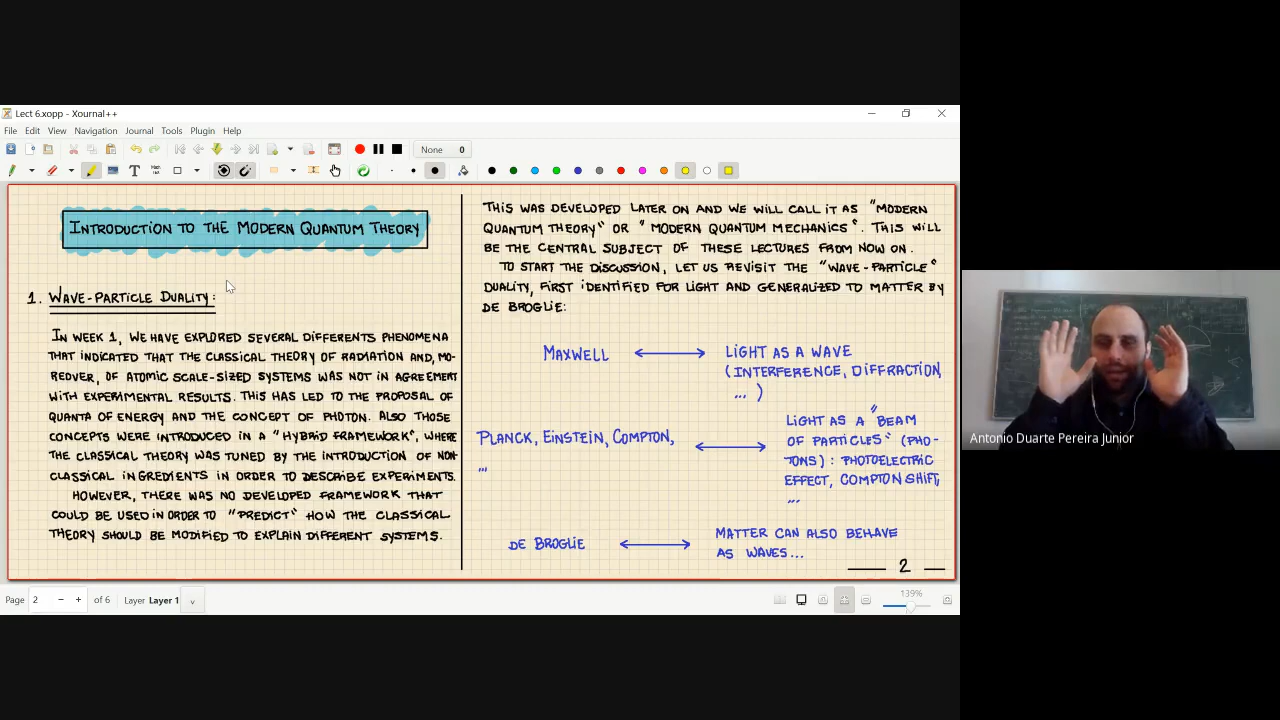 Lect 6.xopp - Xournal++
File Edit View Navigation Journal Tools Plugin Help
None 0
INTRODUCTION TO THE MODERN QUANTUM THEORY
1. WAVE-PARTICLE DUALITY:
IN WEEK 1, WE HAVE EXPLORED SEVERAL DIFFERENTS PHENOMENA
THAT INDICATED THAT THE CLASSICAL THEORY OF RADIATION AND, MO-
REOVER, OF ATOMIC SCALE-SIZED SYSTEMS WAS NOT IN AGREEMENT
WITH EXPERIMENTAL RESULTS. THIS HAS LED TO THE PROPOSAL OF
QUANTA OF ENERGY AND THE CONCEPT OF PHOTON. ALSO THOSE
CONCEPTS WERE INTRODUCED IN A "HYBRID FRAMEWORK", WHERE
THE CLASSICAL THEORY WAS TUNED BY THE INTRODUCTION OF NON
CLASSICAL INGREDIENTS IN ORDER TO DESCRIBE EXPERIMENTS.
HOWEVER, THERE WAS NO DEVELOPED FRAMEWORK THAT
COULD BE USED IN ORDER TO "PREDICT" HOW THE CLASSICAL
THEORY SHOULD BE MODIFIED TO EXPLAIN DIFFERENT SYSTEMS.
THIS WAS DEVELOPED LATER ON AND WE WILL CALL IT AS "MODERN
QUANTUM THEORY" OR "MODERN QUANTUM MECHANICS". THIS WILL
BE THE CENTRAL SUBJECT OF THESE LECTURES FROM NOW ON.
TO START THE DISCUSSION, LET US REVISIT THE "WAVE-PARTICLE"
DUALITY, FIRST IDENTIFIED FOR LIGHT AND GENERALIZED TO MATTER BY
DE BROGLIE:
MAXWELL ↔ LIGHT AS A WAVE
(INTERFERENCE, DIFFRACTION,
...)
PLANCK, EINSTEIN, COMPTON,
...
↔ LIGHT AS A "BEAM
OF PARTICLES" (PHO-
TONS): PHOTOELECTRIC
EFFECT, COMPTON SHIFT,
...
DE BROGLIE ↔ MATTER CAN ALSO BEHAVE
AS WAVES...
2
Page 2 of 6 Layer Layer 1 139%
Antonio Duarte Pereira Junior